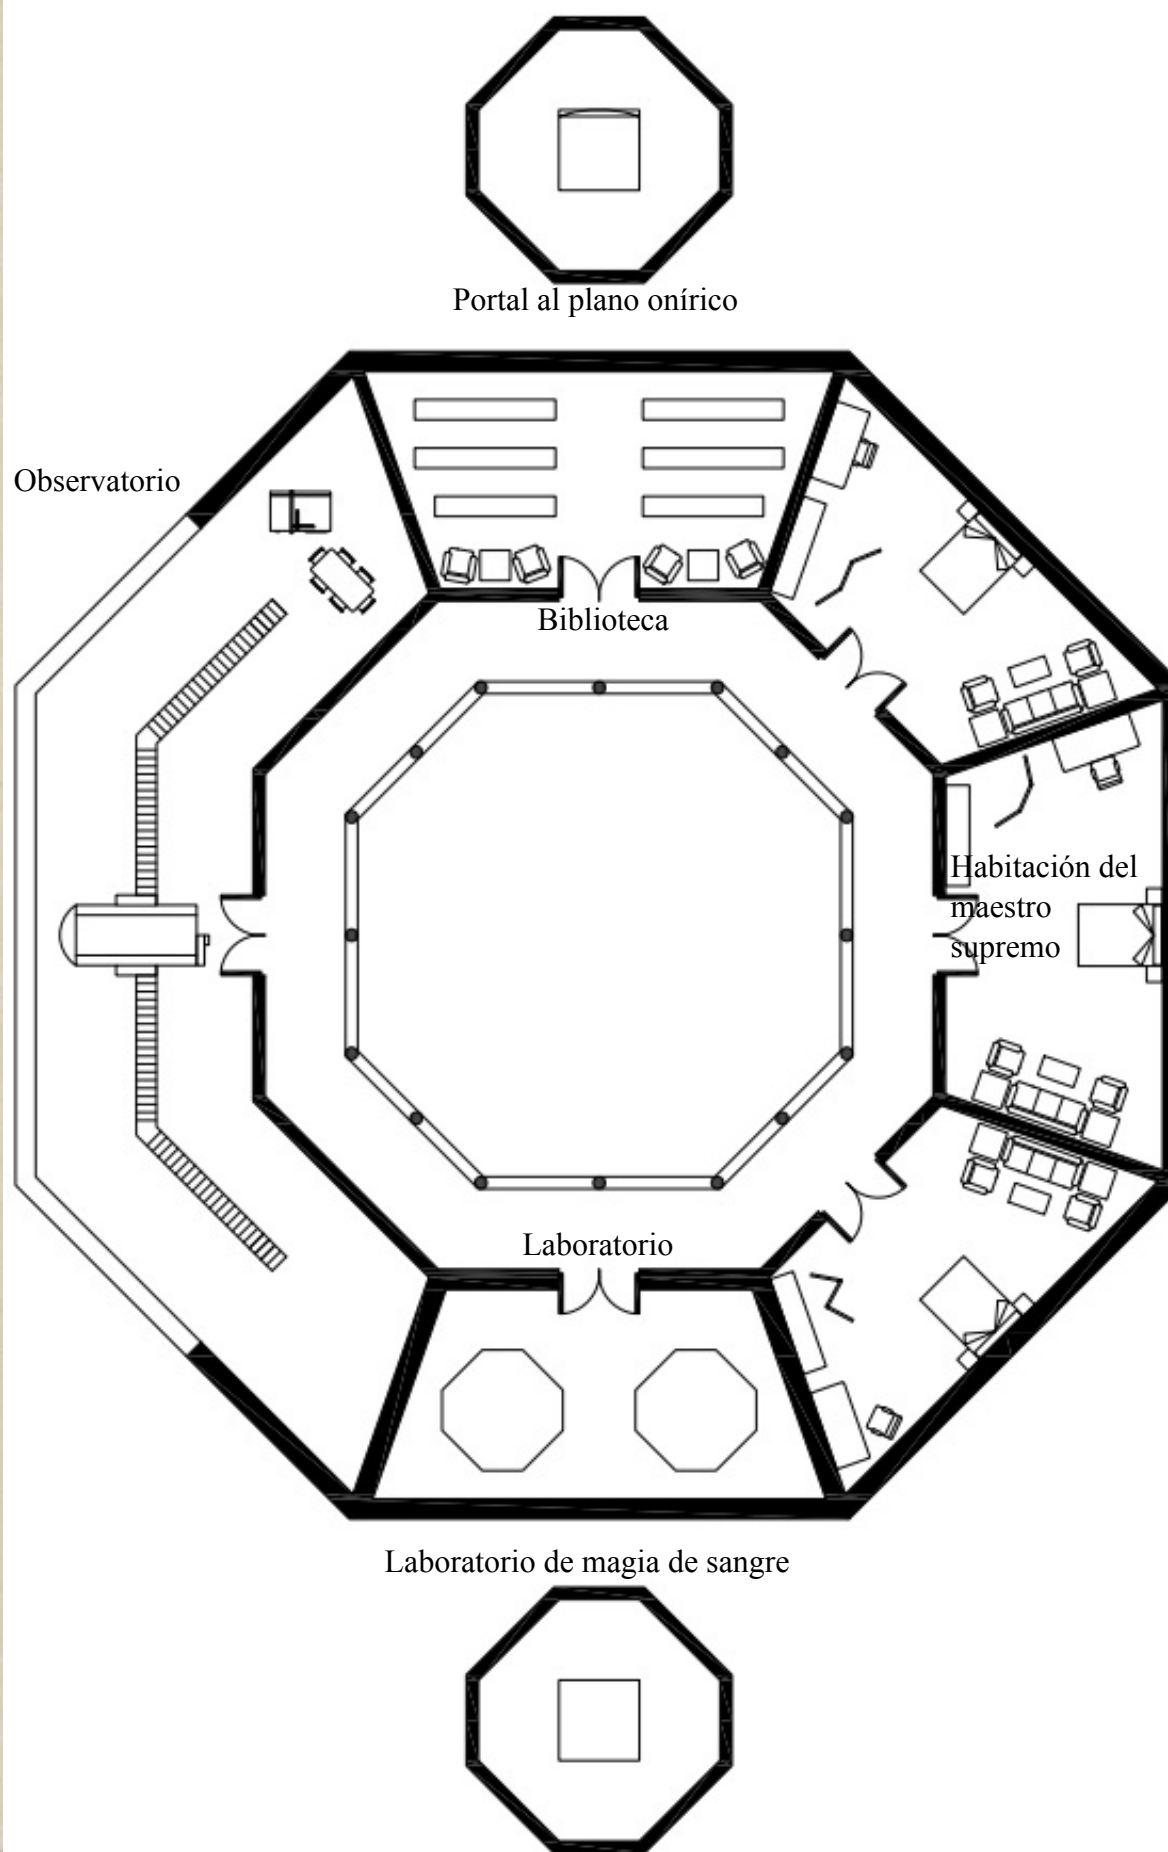 Portal al plano onírico
Observatorio
Biblioteca
Habitación del
maestro
supremo
Laboratorio
Laboratorio de magia de sangre